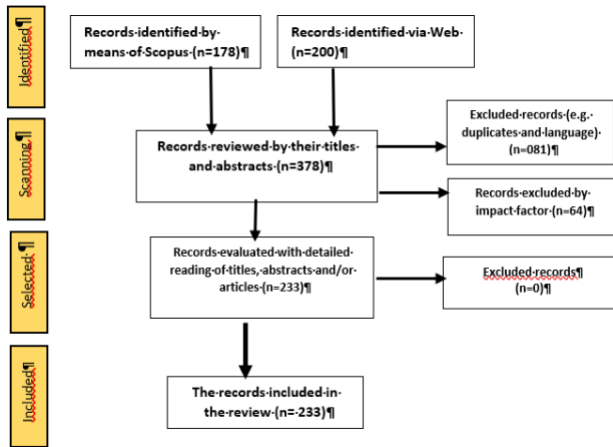 Identified¶
Records·identified·by·
means·of·Scopus·(n=178)¶
Records·identified·via·Web·
(n=200)¶
Scanning·¶
Records·reviewed·by·their·titles·
and·abstracts·(n=378)¶
Excluded·records·(e.g.·
duplicates·and·language)·
(n=081)¶
Records·excluded·by·
impact·factor·(n=64)¶
Selected·¶
Records·evaluated·with·detailed·
reading·of·titles,·abstracts·and/or·
articles·(n=233)¶
Excluded·records¶
(n=0)¶
Included¶
The·records·included·in·
the·review·(n=·233)¶